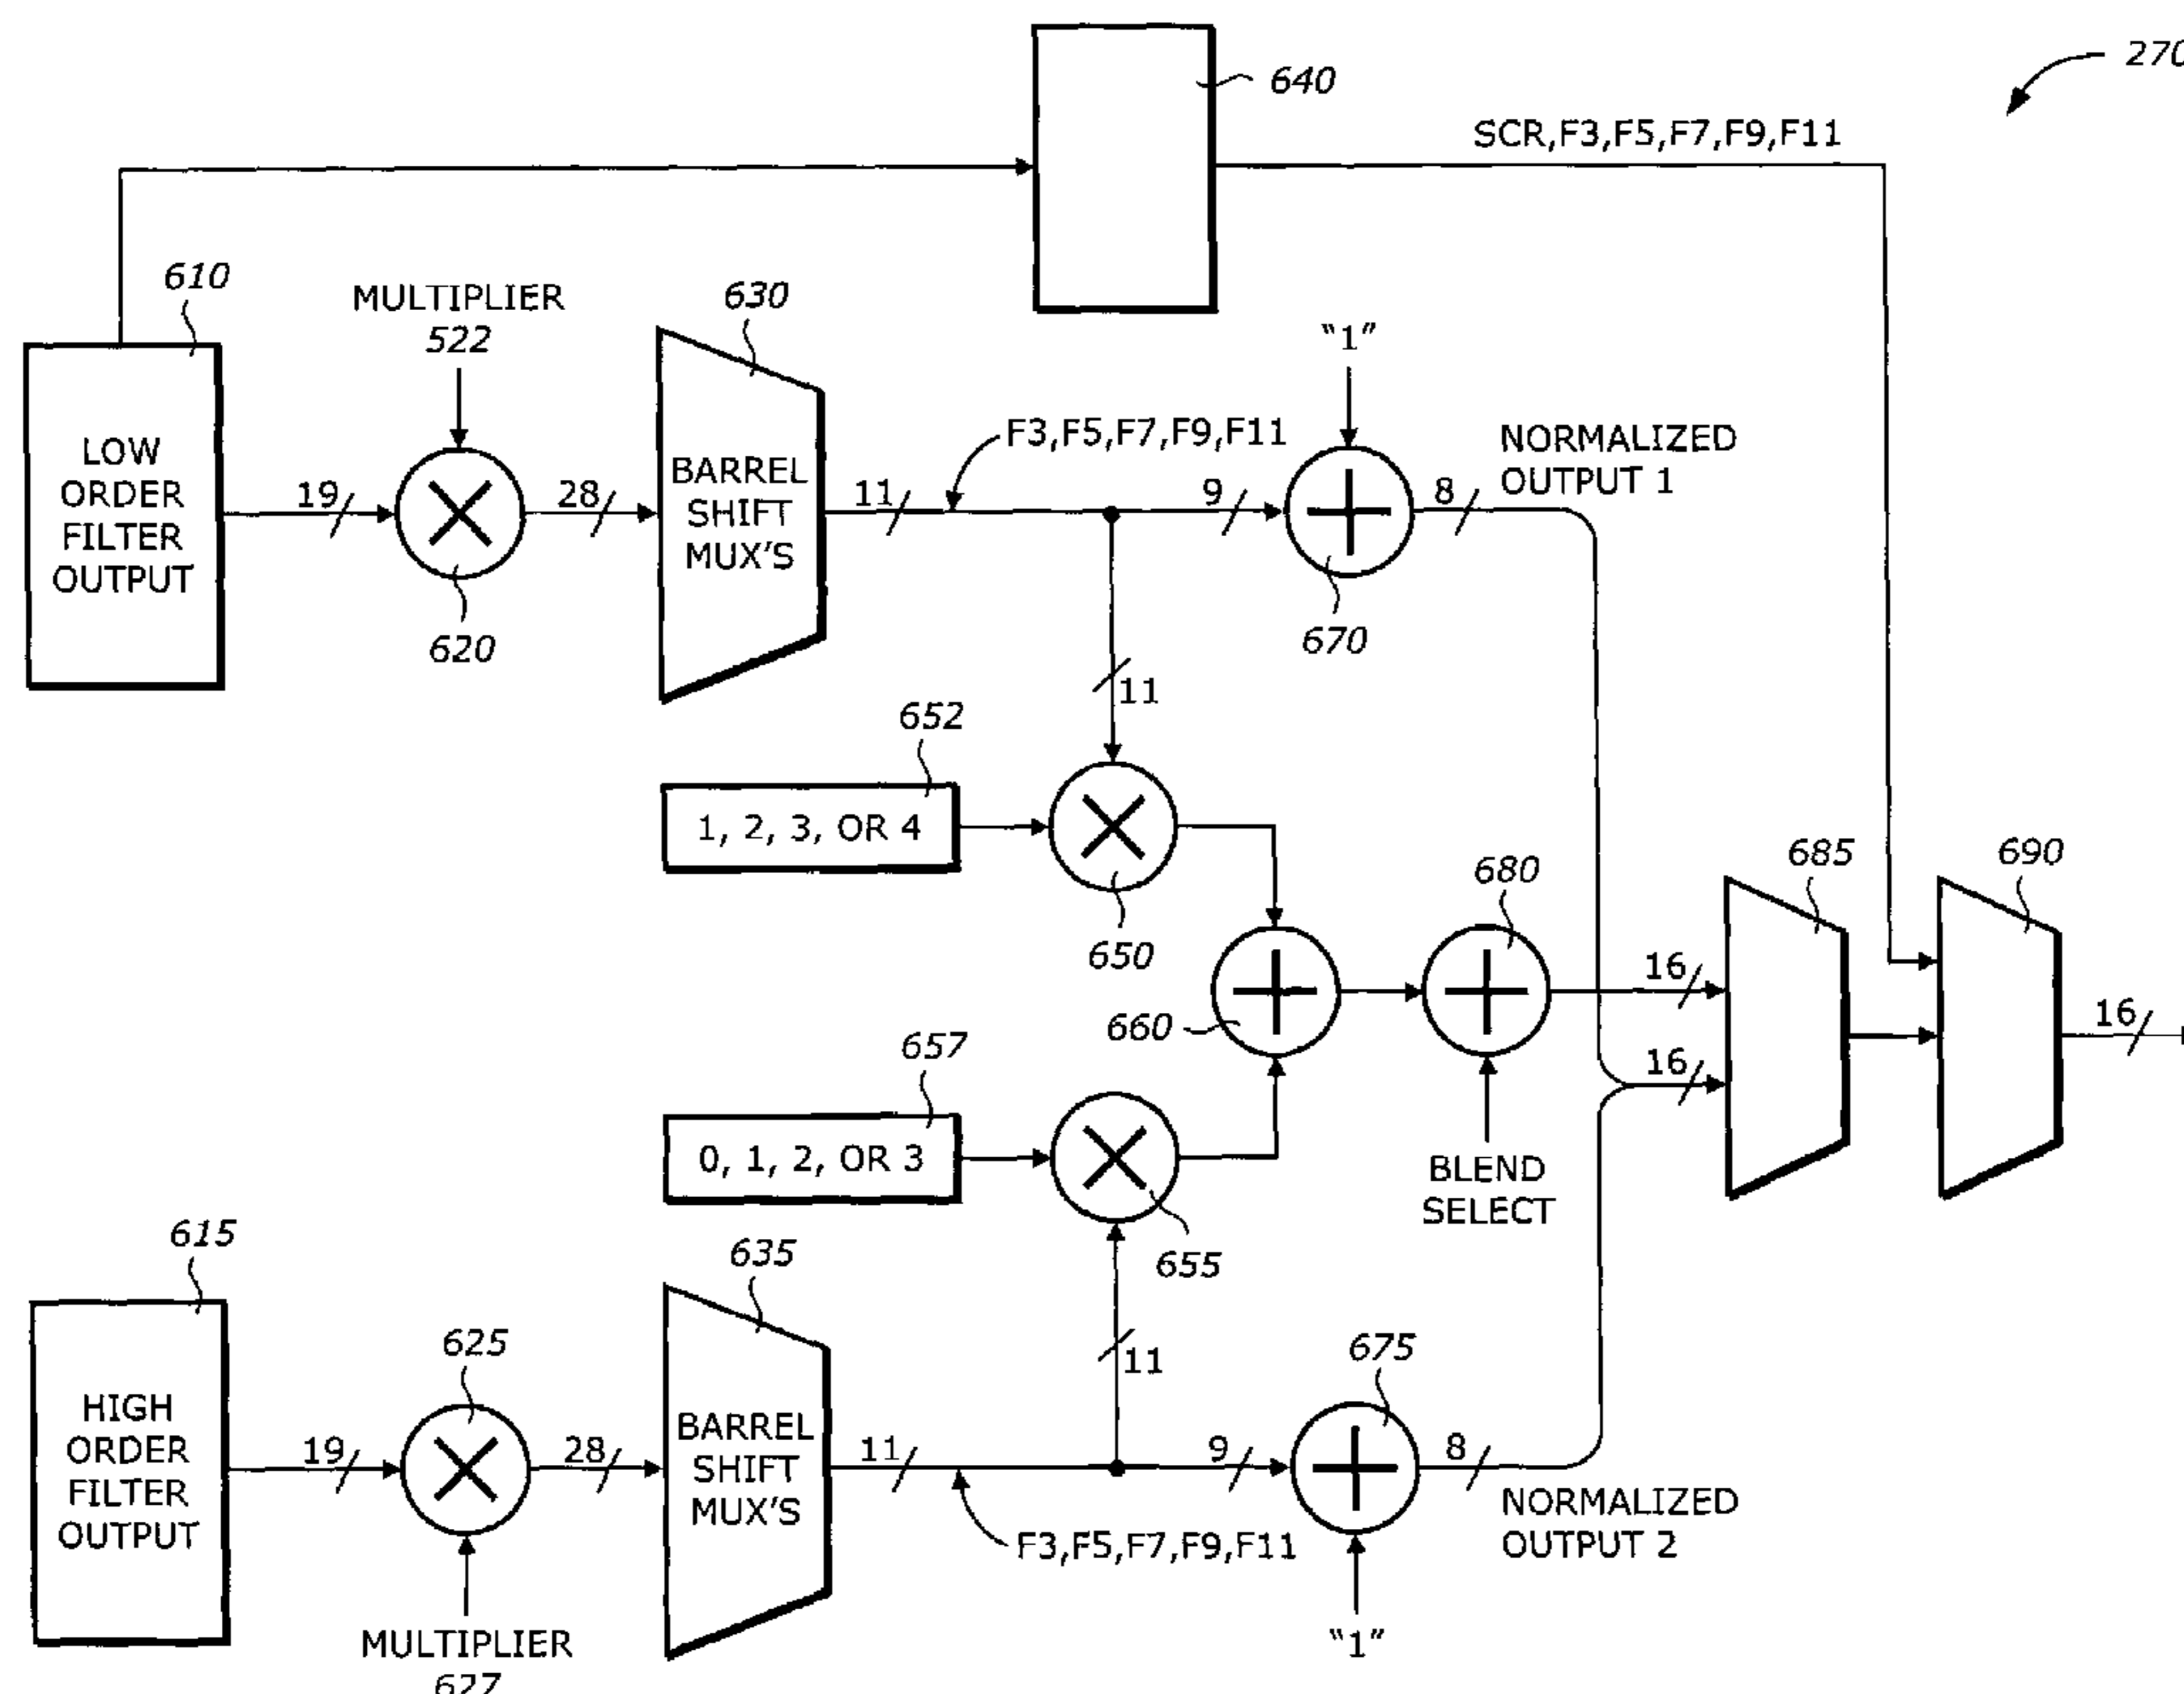 640
270
SCR,F3,F5,F7,F9,F11
610
MULTIPLIER
522
630
"1"
LOW
ORDER
FILTER
OUTPUT
19
28
BARREL
SHIFT
MUX'S
11
F3,F5,F7,F9,F11
9
8
NORMALIZED
OUTPUT 1
620
670
11
652
1, 2, 3, OR 4
650
680
685
690
660
16
16
16
657
0, 1, 2, OR 3
655
BLEND
SELECT
615
625
635
11
675
HIGH
ORDER
FILTER
OUTPUT
19
28
BARREL
SHIFT
MUX'S
11
F3,F5,F7,F9,F11
9
8
NORMALIZED
OUTPUT 2
MULTIPLIER
627
"1"